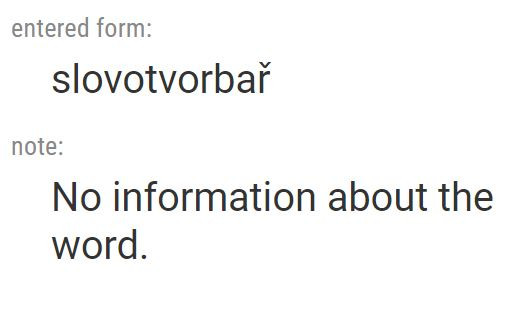 entered form:
slovotvorbař
note:
No information about the
word.